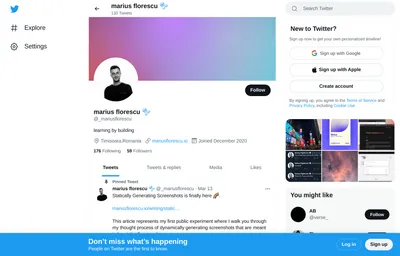 marius florescu
132 Tweets
Search Twitter
Explore
Settings
New to Twitter?
Sign up now to get your own personalized timeline!
Sign up with Google
Sign up with Apple
Create account
By signing up, you agree to the Terms of Service and
Privacy Policy, including Cookie Use.
Follow
marius florescu
@_mariusflorescu
learning by building
Timisoara, Romania
mariusflorescu.io
Joined December 2020
176 Following
59 Followers
Tweets
Tweets & replies
Media
Likes
Pinned Tweet
marius florescu
@_mariusflorescu · Mar 13
Statically Generating Screenshots is finally here
This article represents my first public experiment where I walk you through
my thought process of dynamically generating screenshots that are meant
You might like
AB
Follow
Don't miss what's happening
People on Twitter are the first to know.
Log in
Sign up